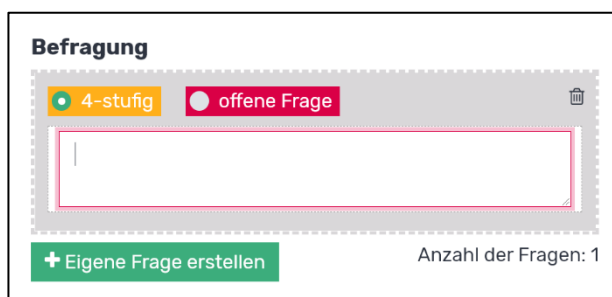 Befragung
4-stufig offene Frage
Eigene Frage erstellen Anzahl der Fragen: 1